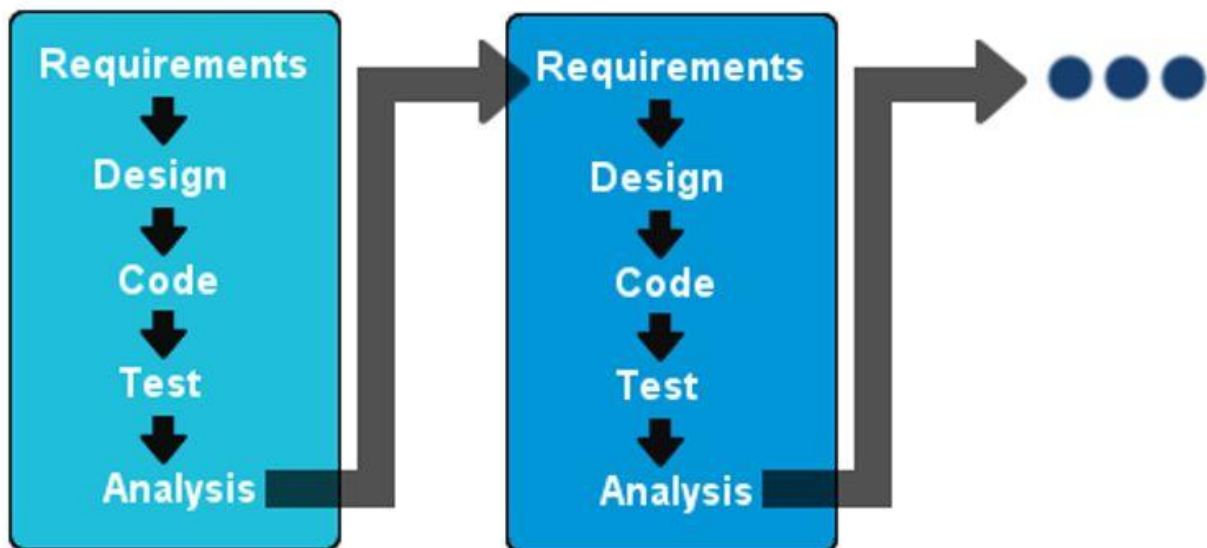 Requirements
Design
Code
Test
Analysis
Requirements
Design
Code
Test
Analysis